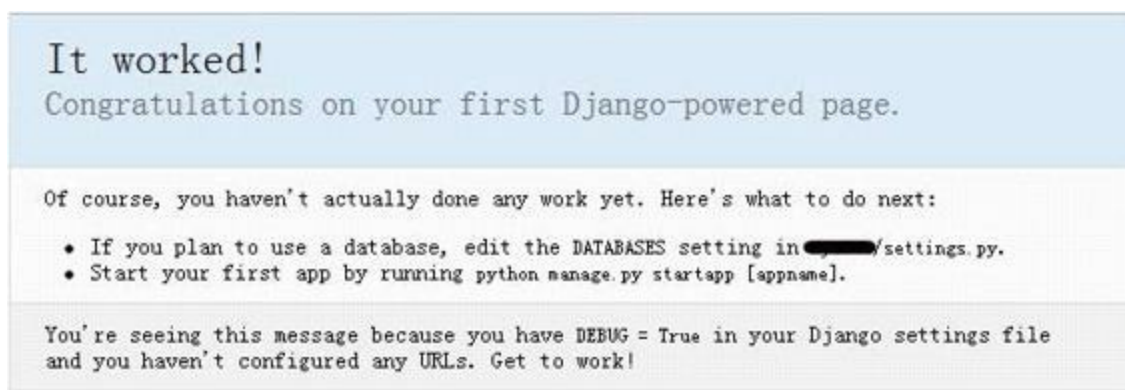 It worked!
Congratulations on your first Django-powered page.
Of course, you haven't actually done any work yet. Here's what to do next:
• If you plan to use a database, edit the DATABASES setting in /settings.py.
• Start your first app by running python manage.py startapp [appname].
You're seeing this message because you have DEBUG = True in your Django settings file
and you haven't configured any URLs. Get to work!